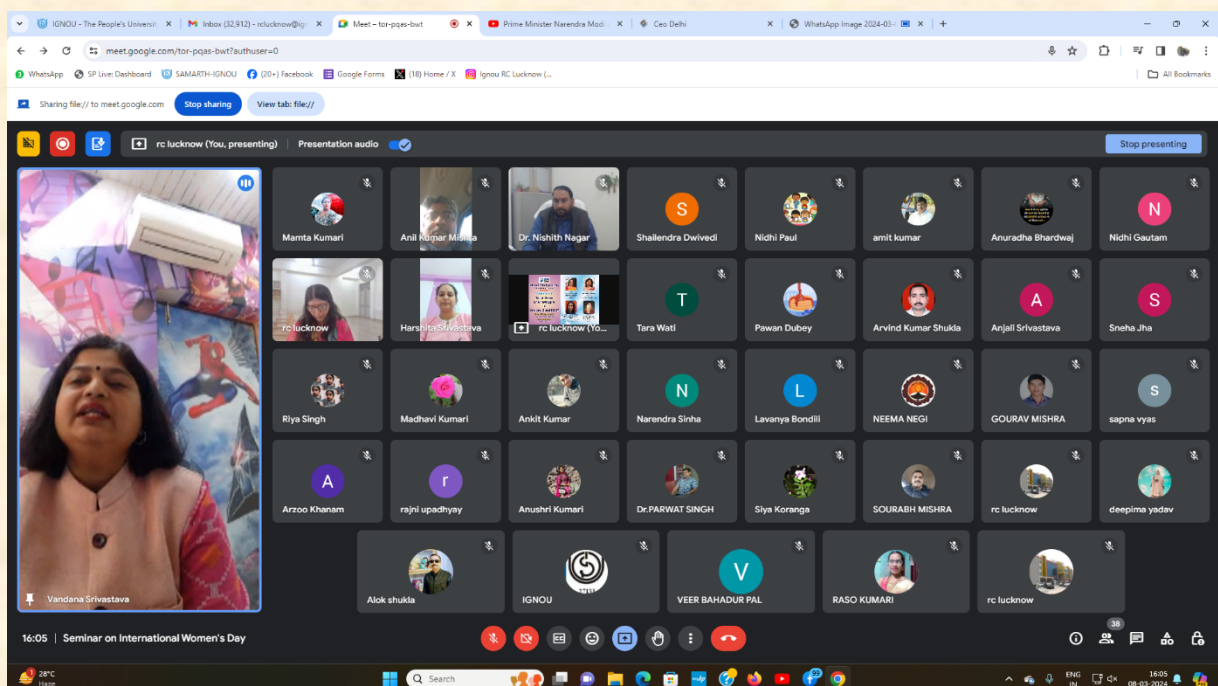 IGNOU - The People's Universit
Inbox (32,912) - rclucknow@ig
Meet – tor-pqas-bwt
Prime Minister Narendra Modi
Ceo Delhi
WhatsApp Image 2024-03-
meet.google.com/tor-pqas-bwt?authuser=0
WhatsApp
SP Live: Dashboard
SAMARTH-IGNOU
(20+) Facebook
Google Forms
(18) Home / X
Ignou RC Lucknow (...
All Bookmarks
Sharing file:// to meet.google.com
Stop sharing
View tab: file://
rc lucknow (You, presenting)
Presentation audio
Stop presenting
Mamta Kumari
Anil Kumar Mishra
Dr. Nishith Nagar
S
Shailendra Dwivedi
Nidhi Paul
amit kumar
Anuradha Bhardwaj
N
Nidhi Gautam
rc lucknow
Harshita Srivastava
rc lucknow (Yo...
T
Tara Wati
Pawan Dubey
Arvind Kumar Shukla
A
Anjali Srivastava
S
Sneha Jha
Riya Singh
Madhavi Kumari
Ankit Kumar
N
Narendra Sinha
L
Lavanya Bondili
NEEMA NEGI
GOURAV MISHRA
s
sapna vyas
A
Arzoo Khanam
r
rajni upadhyay
Anushri Kumari
Dr.PARWAT SINGH
Siya Koranga
SOURABH MISHRA
rc lucknow
deepima yadav
Vandana Srivastava
Alok shukla
IGNOU
V
VEER BAHADUR PAL
RASO KUMARI
rc lucknow
16:05 | Seminar on International Women's Day
38
28°C
Haze
Search
99
ENG
IN
16:05
08-03-2024